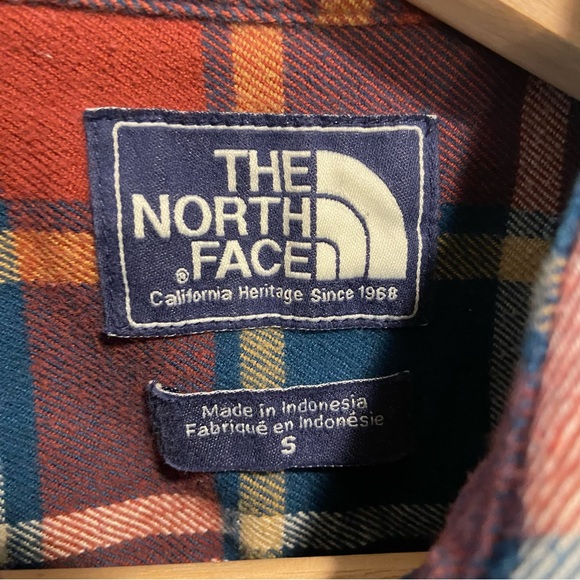 THE
NORTH
® FACE
California Heritage Since 1968
Made in Indonesia
Fabriqué en Indonésie
S